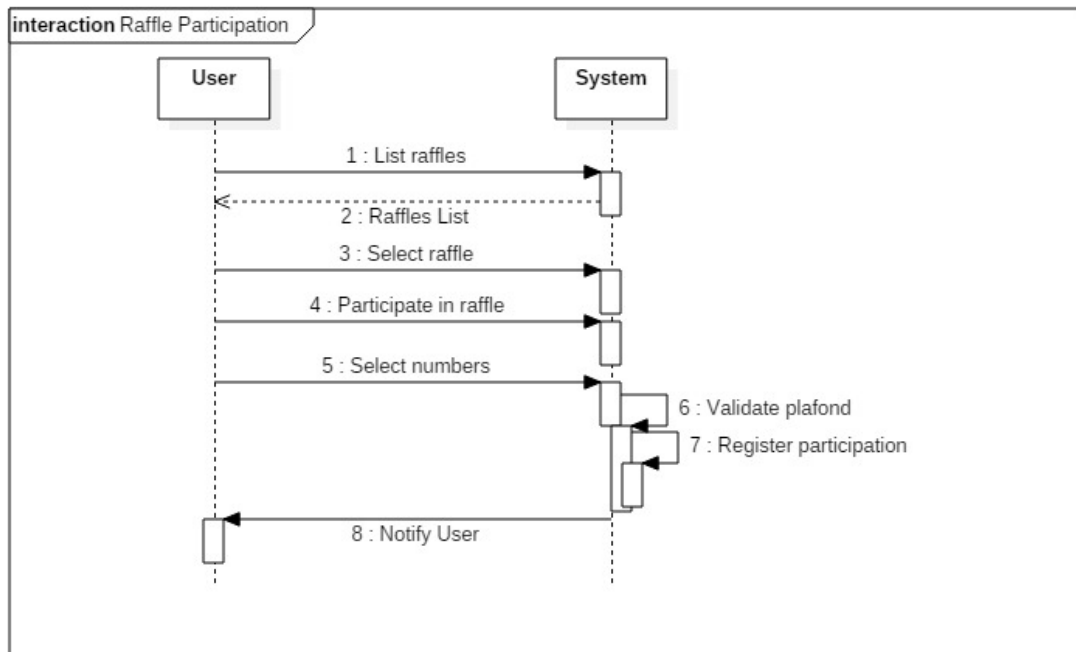 interaction Raffle Participation
User
System
1 : List raffles
2 : Raffles List
3 : Select raffle
4 : Participate in raffle
5 : Select numbers
6 : Validate plafond
7 : Register participation
8 : Notify User